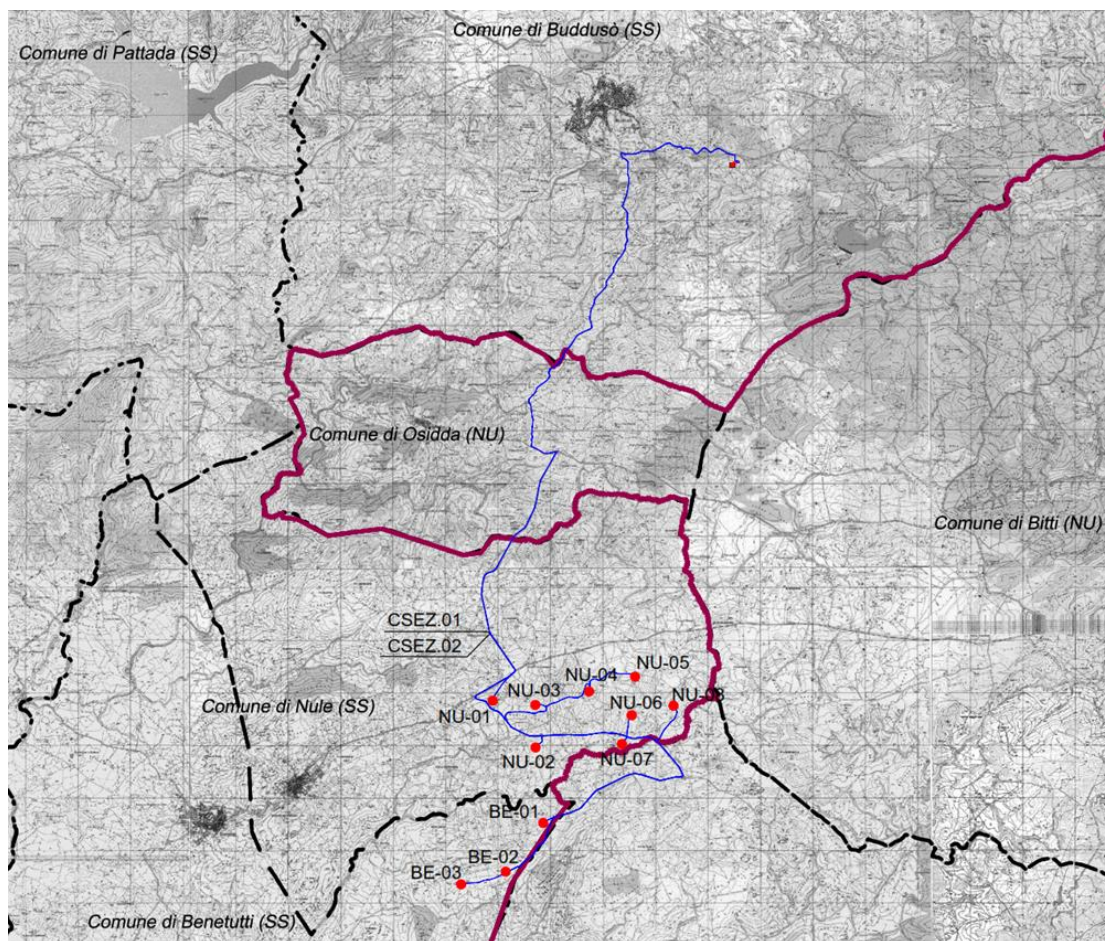 Comune di Buddusò (SS)
Comune di Pattada (SS)
Comune di Osidda (NU)
Comune di Bitti (NU)
CSEZ.01
CSEZ.02
NU-05
NU-04
NU-03
NU-08
NU-06
NU-01
Comune di Nule (SS)
NU-02
NU-07
BE-01
BE-02
BE-03
Comune di Benetutti (SS)